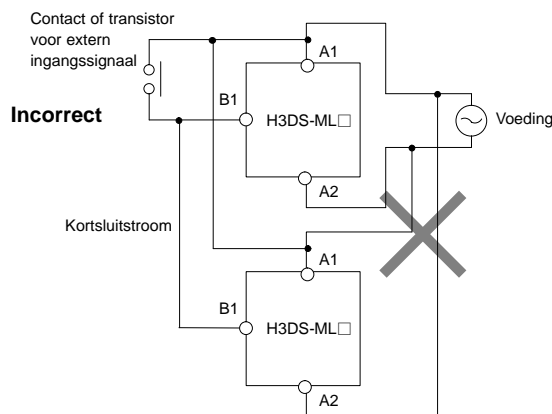 Contact of transistor
voor extern
ingangssignaal
A1
B1
Incorrect
H3DS-ML□
Voeding
A2
Kortsluitstroom
A1
B1
H3DS-ML□
A2